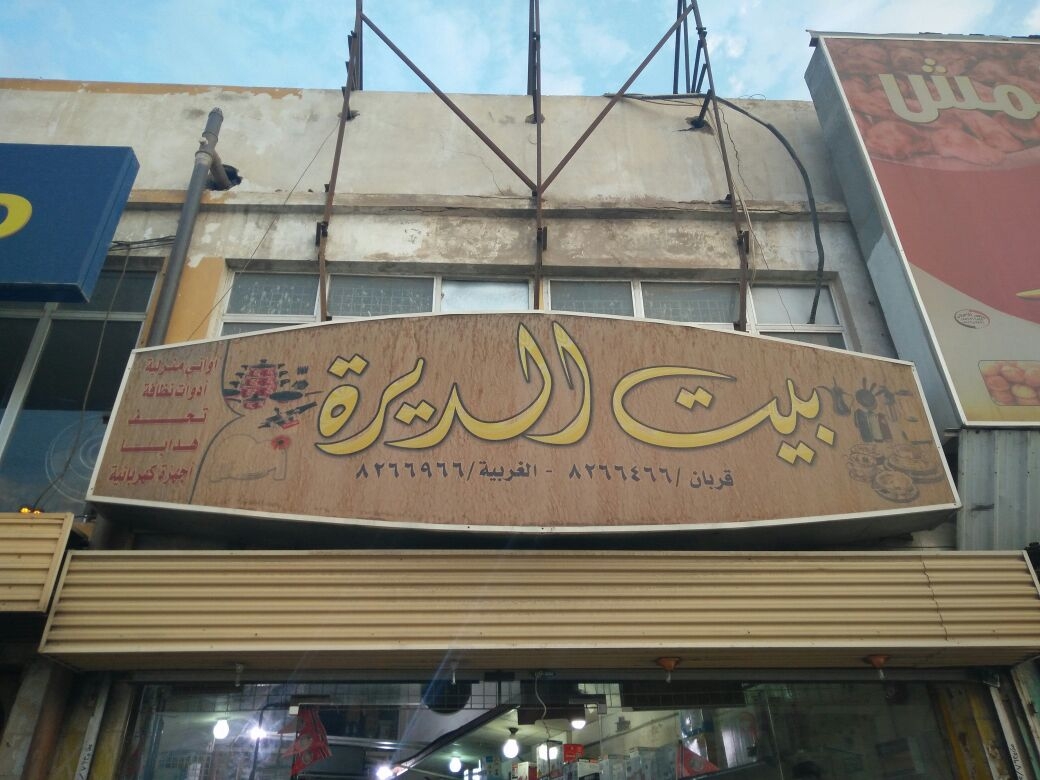 بيت الديرة
قربان /٨٢٦٦٤٦٦ - الغربية/٨٢٦٦٩٦٦
أواني منزلية
أدوات نظافة
تحف
هدايا
أجهزة كهربائية
مش